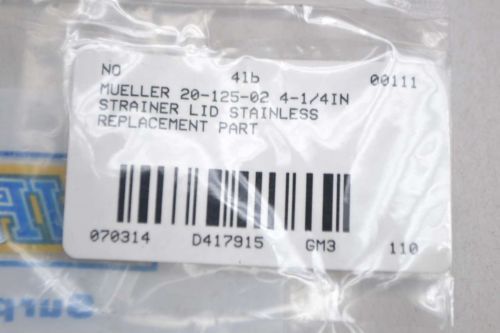 NO 41b 00111
MUELLER 20-125-02 4-1/4IN
STRAINER LID STAINLESS
REPLACEMENT PART
070314 D417915 GM3 110